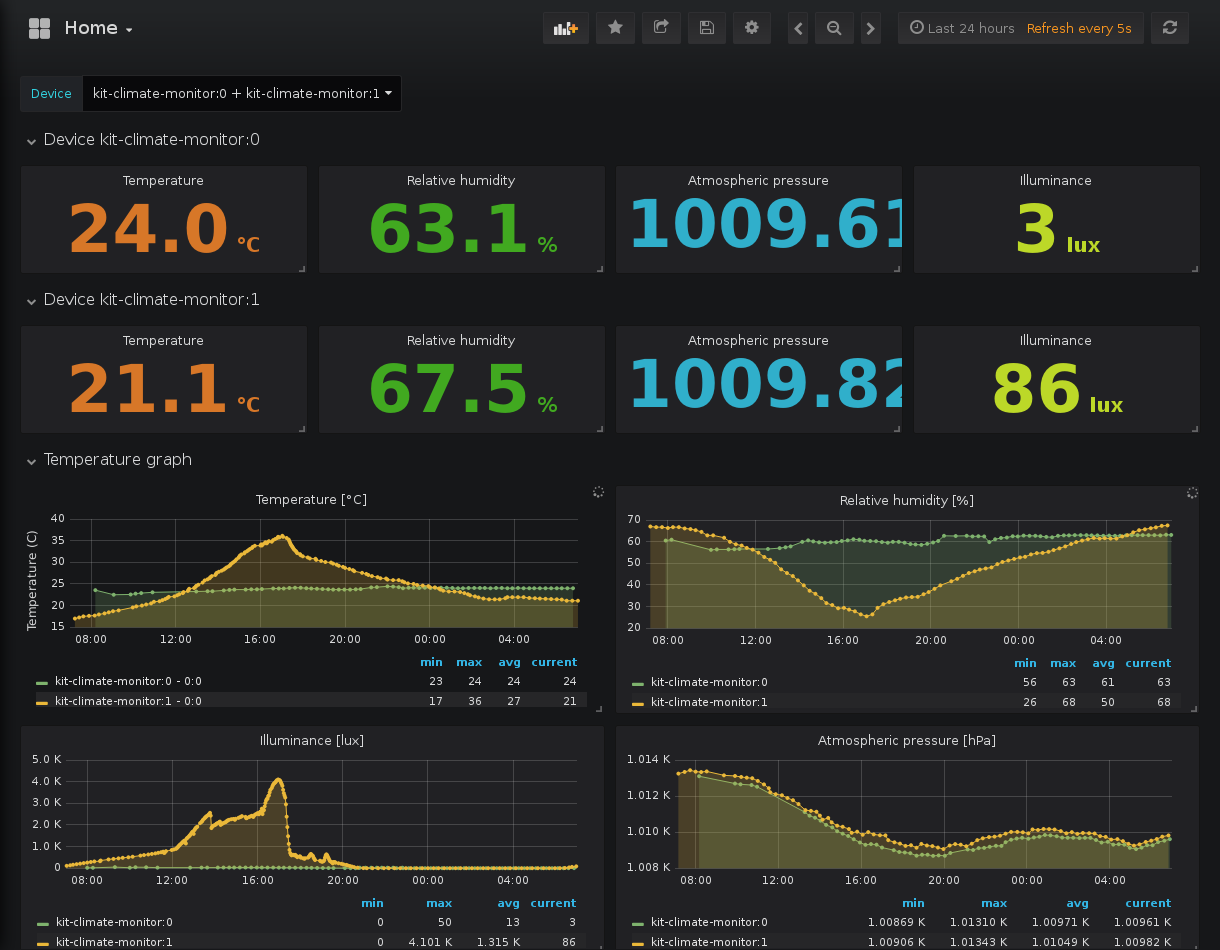 Home
Last 24 hours Refresh every 5s
Device kit-climate-monitor:0 + kit-climate-monitor:1
Device kit-climate-monitor:0
Temperature Relative humidity Atmospheric pressure Illuminance
24.0 °C 63.1 % 1009.61 3 lux
Device kit-climate-monitor:1
Temperature Relative humidity Atmospheric pressure Illuminance
21.1 °C 67.5 % 1009.82 86 lux
Temperature graph
Temperature [°C]
Temperature (C)
40
35
30
25
20
15
08:00 12:00 16:00 20:00 00:00 04:00
min max avg current
kit-climate-monitor:0 - 0:0 23 24 24 24
kit-climate-monitor:1 - 0:0 17 36 27 21
Relative humidity [%]
70
60
50
40
30
20
08:00 12:00 16:00 20:00 00:00 04:00
min max avg current
kit-climate-monitor:0 56 63 61 63
kit-climate-monitor:1 26 68 50 68
Illuminance [lux]
5.0 K
4.0 K
3.0 K
2.0 K
1.0 K
0
08:00 12:00 16:00 20:00 00:00 04:00
min max avg current
kit-climate-monitor:0 0 50 13 3
kit-climate-monitor:1 0 4.101 K 1.315 K 86
Atmospheric pressure [hPa]
1.014 K
1.012 K
1.010 K
1.008 K
08:00 12:00 16:00 20:00 00:00 04:00
min max avg current
kit-climate-monitor:0 1.00869 K 1.01310 K 1.00971 K 1.00961 K
kit-climate-monitor:1 1.00906 K 1.01343 K 1.01049 K 1.00982 K